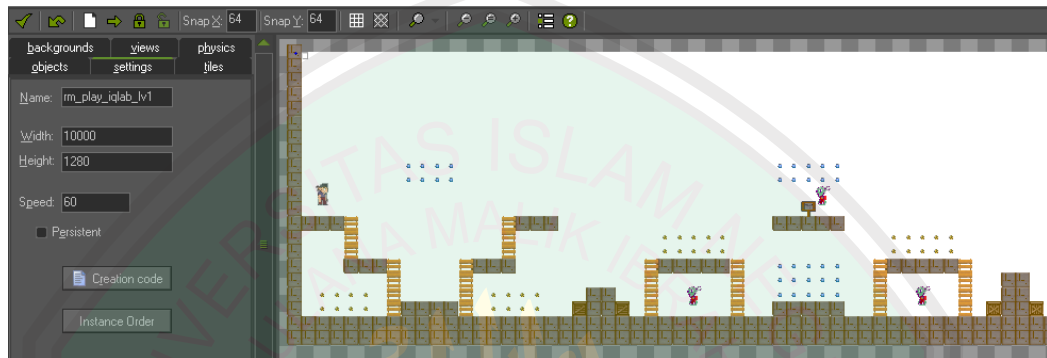 Snap X: 64 Snap Y: 64
backgrounds views physics
objects settings tiles
Name: rm_play_iqlab_lv1
Width: 10000
Height: 1280
Speed: 60
Persistent
Creation code
Instance Order